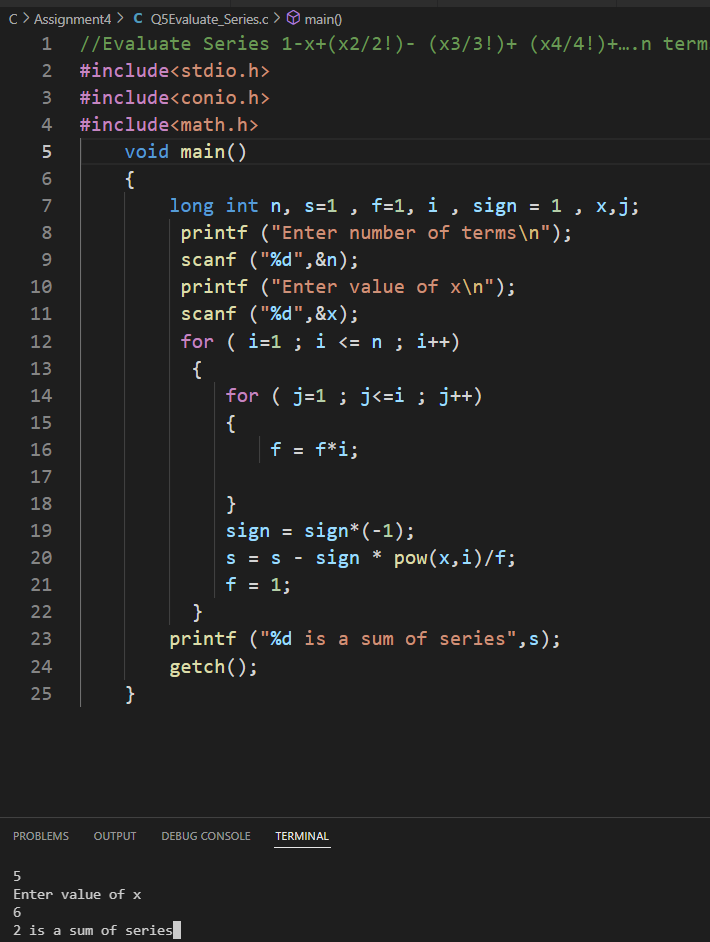 C > Assignment4 > C Q5Evaluate_Series.c > main()
1 //Evaluate Series 1-x+(x2/2!)- (x3/3!)+ (x4/4!)+….n term
2 #include<stdio.h>
3 #include<conio.h>
4 #include<math.h>
5 void main()
6 {
7 long int n, s=1 , f=1, i , sign = 1 , x,j;
8 printf ("Enter number of terms\n");
9 scanf ("%d",&n);
10 printf ("Enter value of x\n");
11 scanf ("%d",&x);
12 for ( i=1 ; i <= n ; i++)
13 {
14 for ( j=1 ; j<=i ; j++)
15 {
16 f = f*i;
17
18 }
19 sign = sign*(-1);
20 s = s - sign * pow(x,i)/f;
21 f = 1;
22 }
23 printf ("%d is a sum of series",s);
24 getch();
25 }
PROBLEMS OUTPUT DEBUG CONSOLE TERMINAL
5
Enter value of x
6
2 is a sum of series